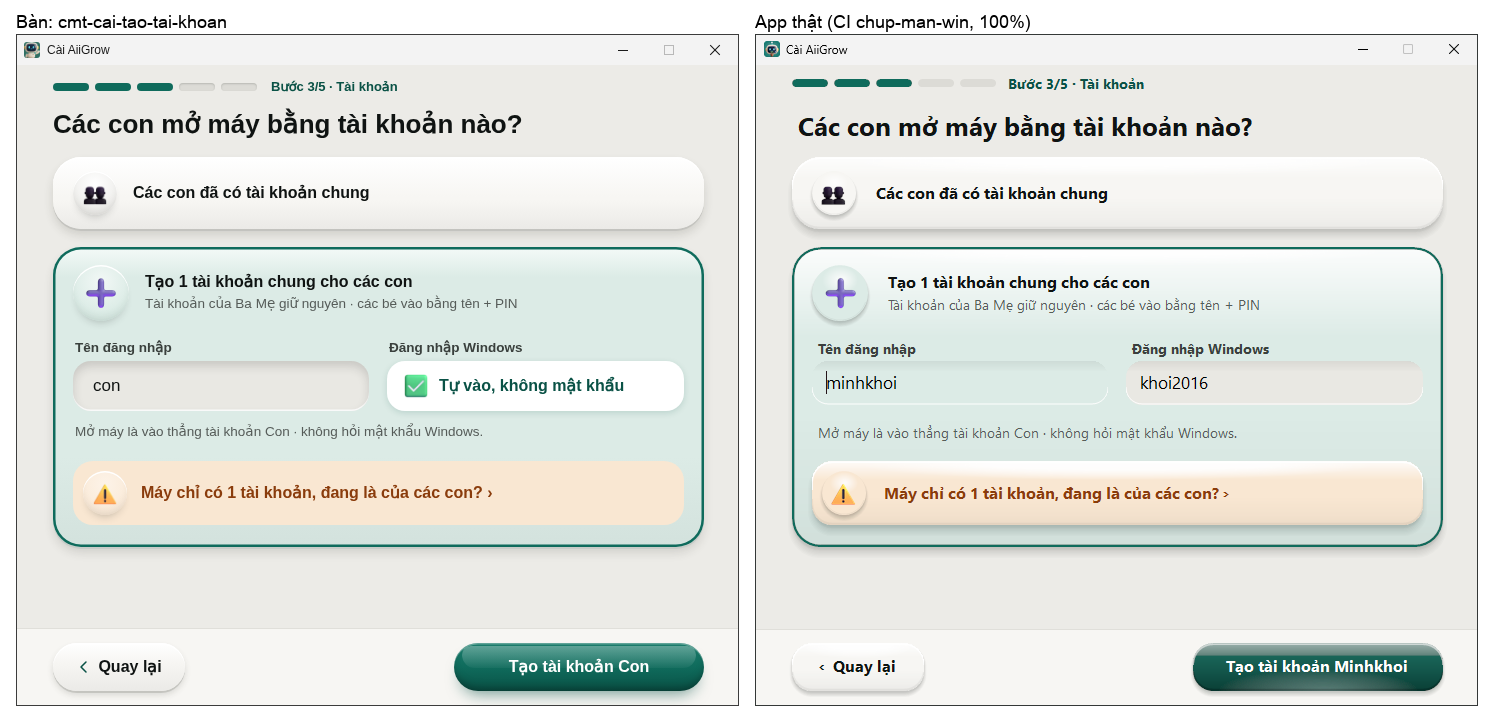 Bàn: cmt-cai-tao-tai-khoan
Cài AiiGrow
Bước 3/5 · Tài khoản
Các con mở máy bằng tài khoản nào?
Các con đã có tài khoản chung
Tạo 1 tài khoản chung cho các con
Tài khoản của Ba Mẹ giữ nguyên · các bé vào bằng tên + PIN
Tên đăng nhập
Đăng nhập Windows
con
Tự vào, không mật khẩu
Mở máy là vào thẳng tài khoản Con · không hỏi mật khẩu Windows.
Máy chỉ có 1 tài khoản, đang là của các con? ›
‹ Quay lại
Tạo tài khoản Con
App thật (CI chup-man-win, 100%)
Cài AiiGrow
Bước 3/5 · Tài khoản
Các con mở máy bằng tài khoản nào?
Các con đã có tài khoản chung
Tạo 1 tài khoản chung cho các con
Tài khoản của Ba Mẹ giữ nguyên · các bé vào bằng tên + PIN
Tên đăng nhập
Đăng nhập Windows
minhkhoi
khoi2016
Mở máy là vào thẳng tài khoản Con · không hỏi mật khẩu Windows.
Máy chỉ có 1 tài khoản, đang là của các con? ›
‹ Quay lại
Tạo tài khoản Minhkhoi